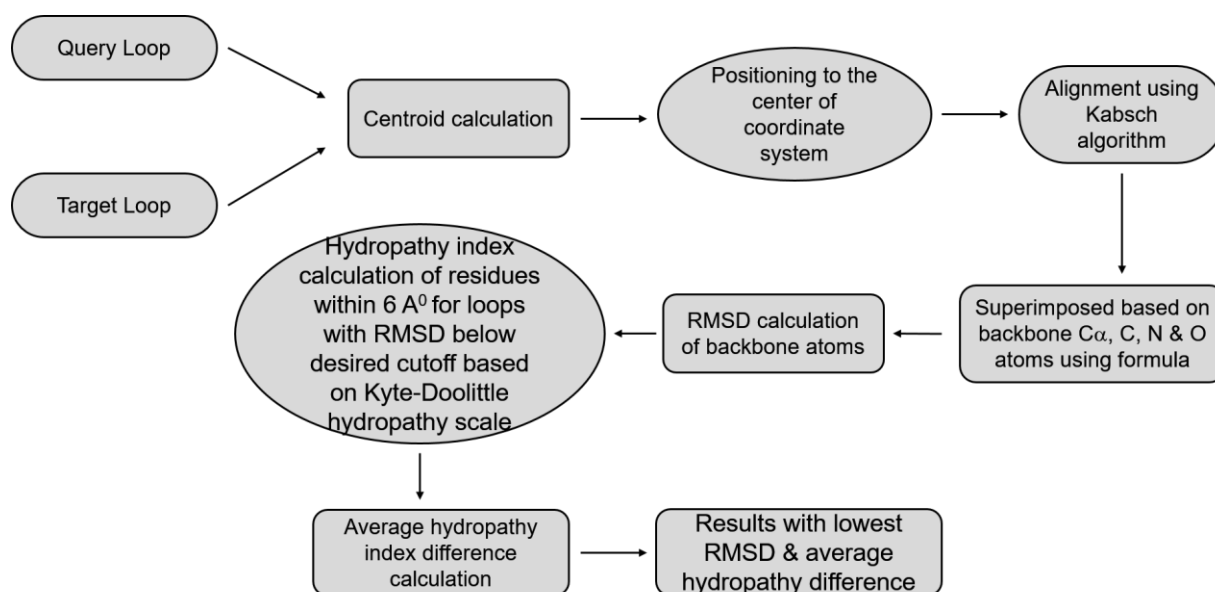 Query Loop
Target Loop
Centroid calculation
Positioning to the
center of
coordinate
system
Alignment using
Kabsch
algorithm
Superimposed based on
backbone Cα, C, N & O
atoms using formula
RMSD calculation
of backbone atoms
Hydropathy index
calculation of residues
within 6 A⁰ for loops
with RMSD below
desired cutoff based
on Kyte-Doolittle
hydropathy scale
Average hydropathy
index difference
calculation
Results with lowest
RMSD & average
hydropathy difference